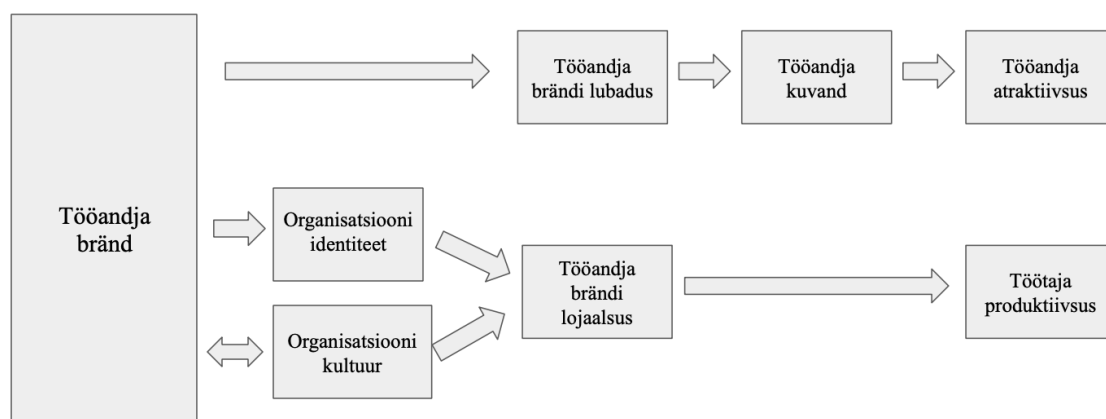 Tööandja
brändi lubadus
Tööandja
kuvand
Tööandja
atraktiivsus
Tööandja
bränd
Organisatsiooni
identiteet
Organisatsiooni
kultuur
Tööandja
brändi
lojaalsus
Töötaja
produktiivsus